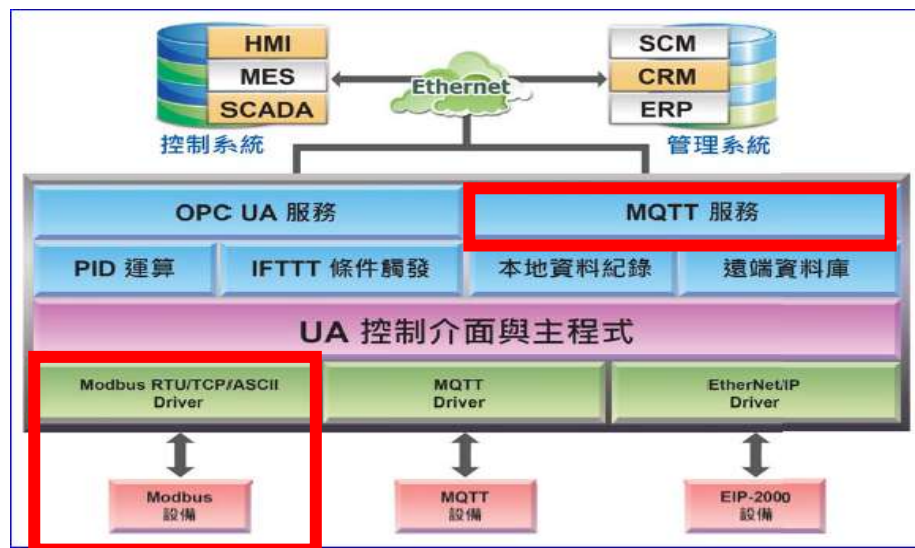 HMI
MES
SCADA
控制系統
Ethernet
SCM
CRM
ERP
管理系統
OPC UA 服務
MQTT 服務
PID 運算
IFTTT 條件觸發
本地資料紀錄
遠端資料庫
UA 控制介面與主程式
Modbus RTU/TCP/ASCII
Driver
MQTT
Driver
EtherNet/IP
Driver
Modbus
設備
MQTT
設備
EIP-2000
設備